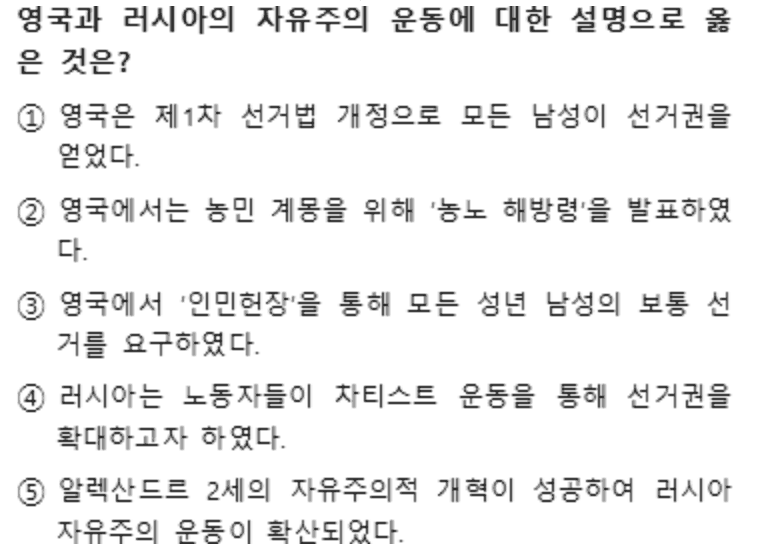 영국과 러시아의 자유주의 운동에 대한 설명으로 옳
은 것은?
① 영국은 제1차 선거법 개정으로 모든 남성이 선거권을
얻었다.
② 영국에서는 농민 계몽을 위해 '농노 해방령'을 발표하였
다.
③ 영국에서 '인민헌장'을 통해 모든 성년 남성의 보통 선
거를 요구하였다.
④ 러시아는 노동자들이 차티스트 운동을 통해 선거권을
확대하고자 하였다.
⑤ 알렉산드르 2세의 자유주의적 개혁이 성공하여 러시아
자유주의 운동이 확산되었다.